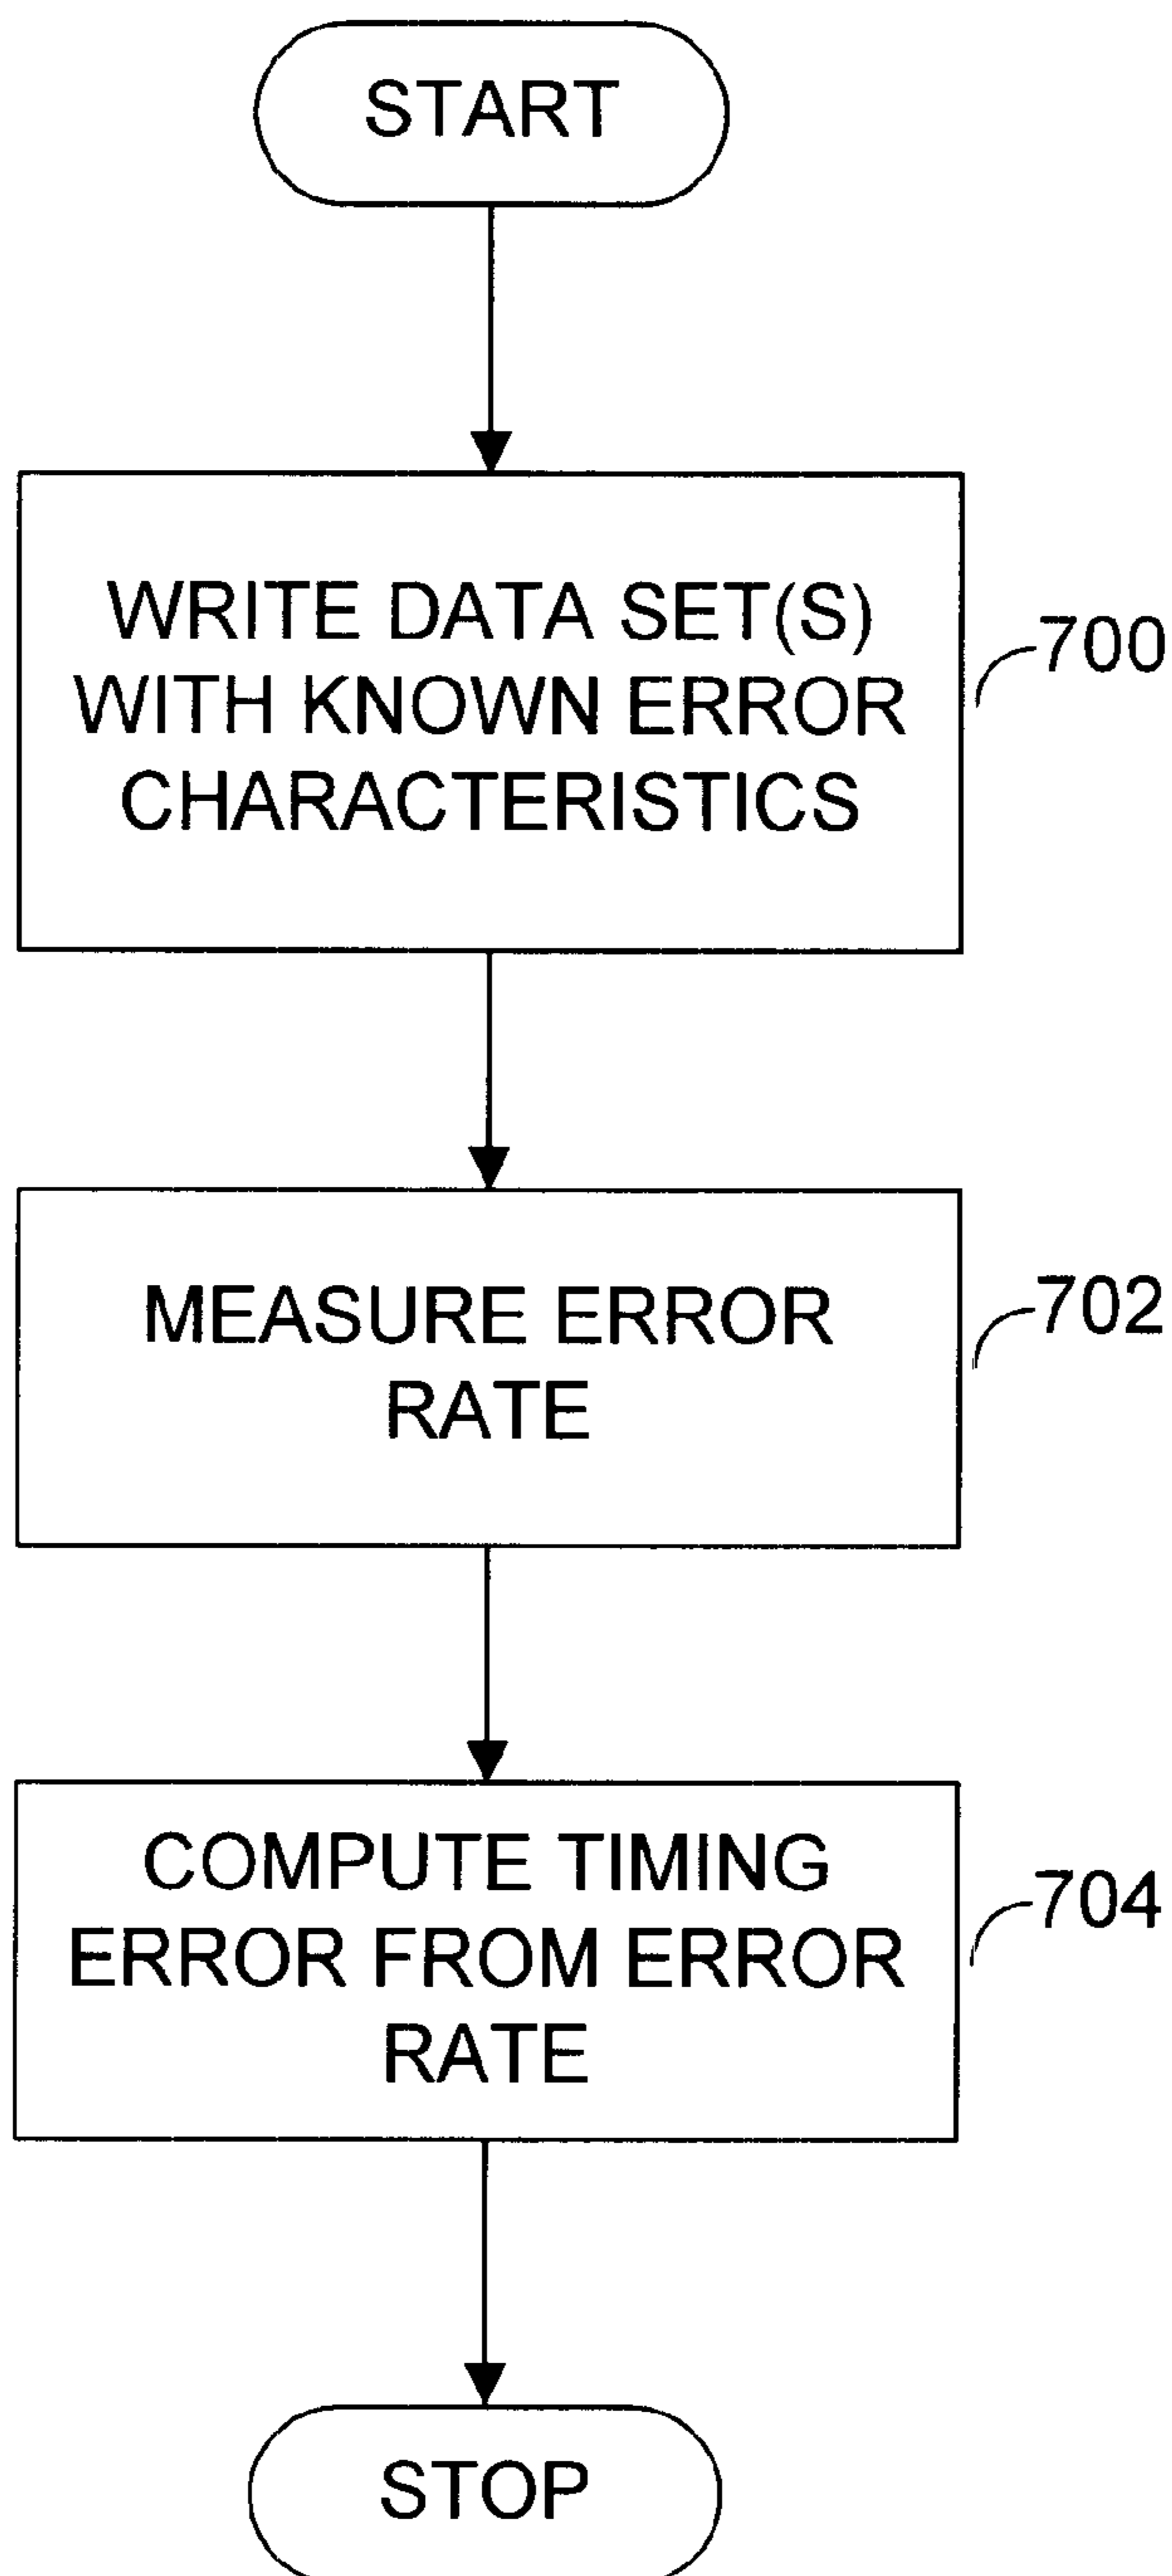 START
WRITE DATA SET(S)
WITH KNOWN ERROR
CHARACTERISTICS
700
MEASURE ERROR
RATE
702
COMPUTE TIMING
ERROR FROM ERROR
RATE
704
STOP